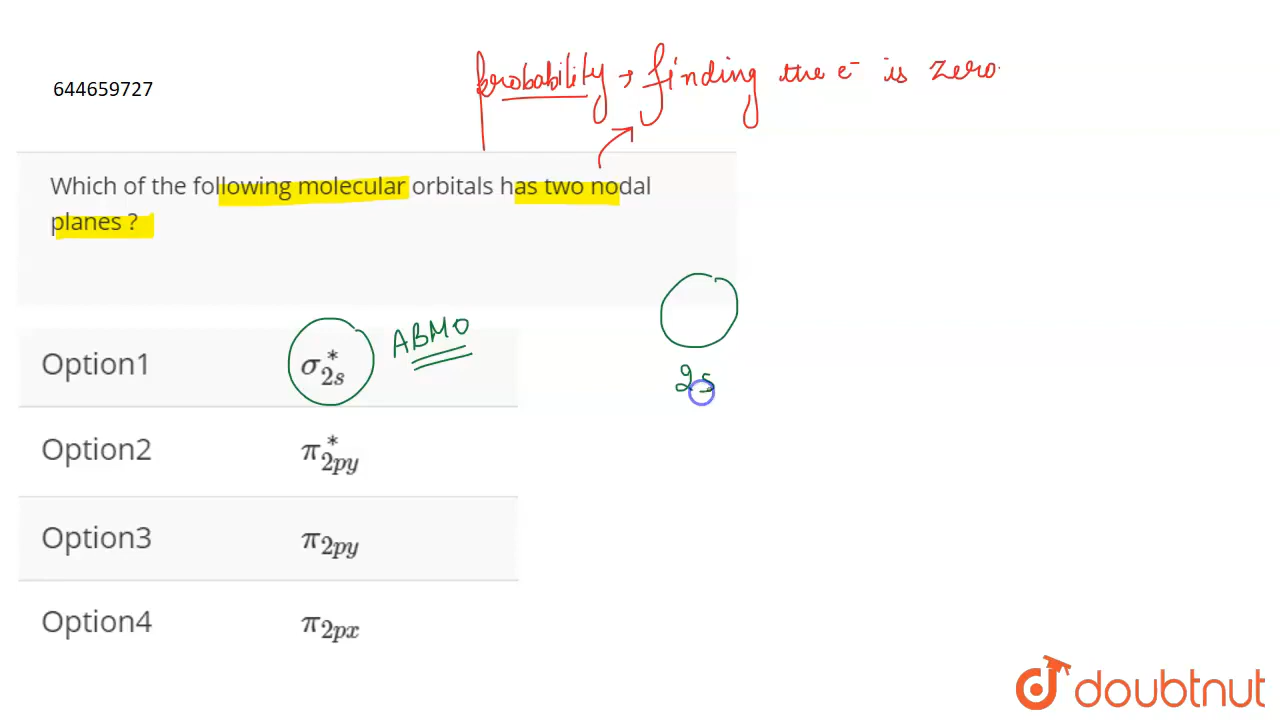 probability → finding the e⁻ is zero.
644659727
Which of the following molecular orbitals has two nodal
planes ?
Option1 σ*2s ABMO
2s
Option2 π*2py
Option3 π2py
Option4 π2px
doubtnut